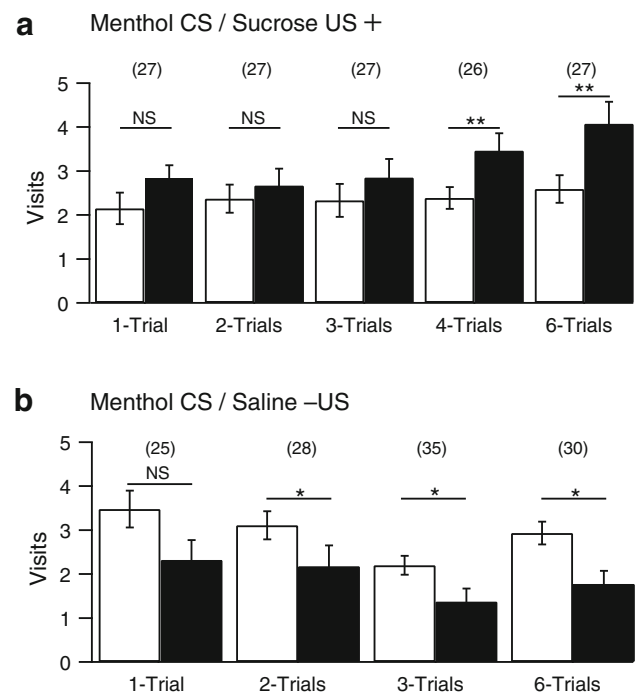 a Menthol CS / Sucrose US +
(27) (27) (27) (26) (27)
NS NS NS ** **
5
4
3
2
1
0
Visits
1-Trial 2-Trials 3-Trials 4-Trials 6-Trials
b Menthol CS / Saline –US
(25) (28) (35) (30)
NS * * *
5
4
3
2
1
0
Visits
1-Trial 2-Trials 3-Trials 6-Trials